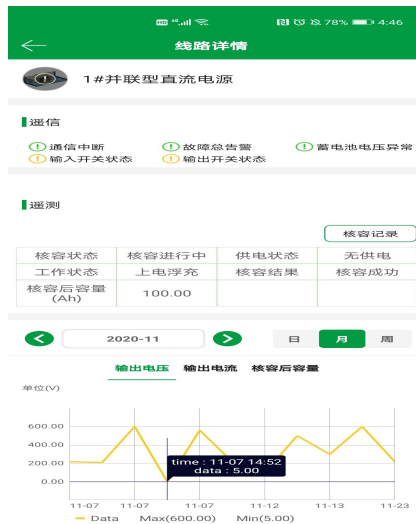 78% 4:46
线路详情
1#并联型直流电源
遥信
通信中断 故障总告警 蓄电池电压异常
输入开关状态 输出开关状态
遥测
核容记录
核容状态 核容进行中 供电状态 无供电
工作状态 上电浮充 核容结果 核容成功
核容后容量(Ah) 100.00
2020-11 日 月 周
输出电压 输出电流 核容后容量
单位(V)
600.00
400.00
200.00
0.00
time : 11-07 14:52
data : 5.00
11-07 11-07 11-07 11-12 11-13 11-23
Data Max(600.00) Min(5.00)